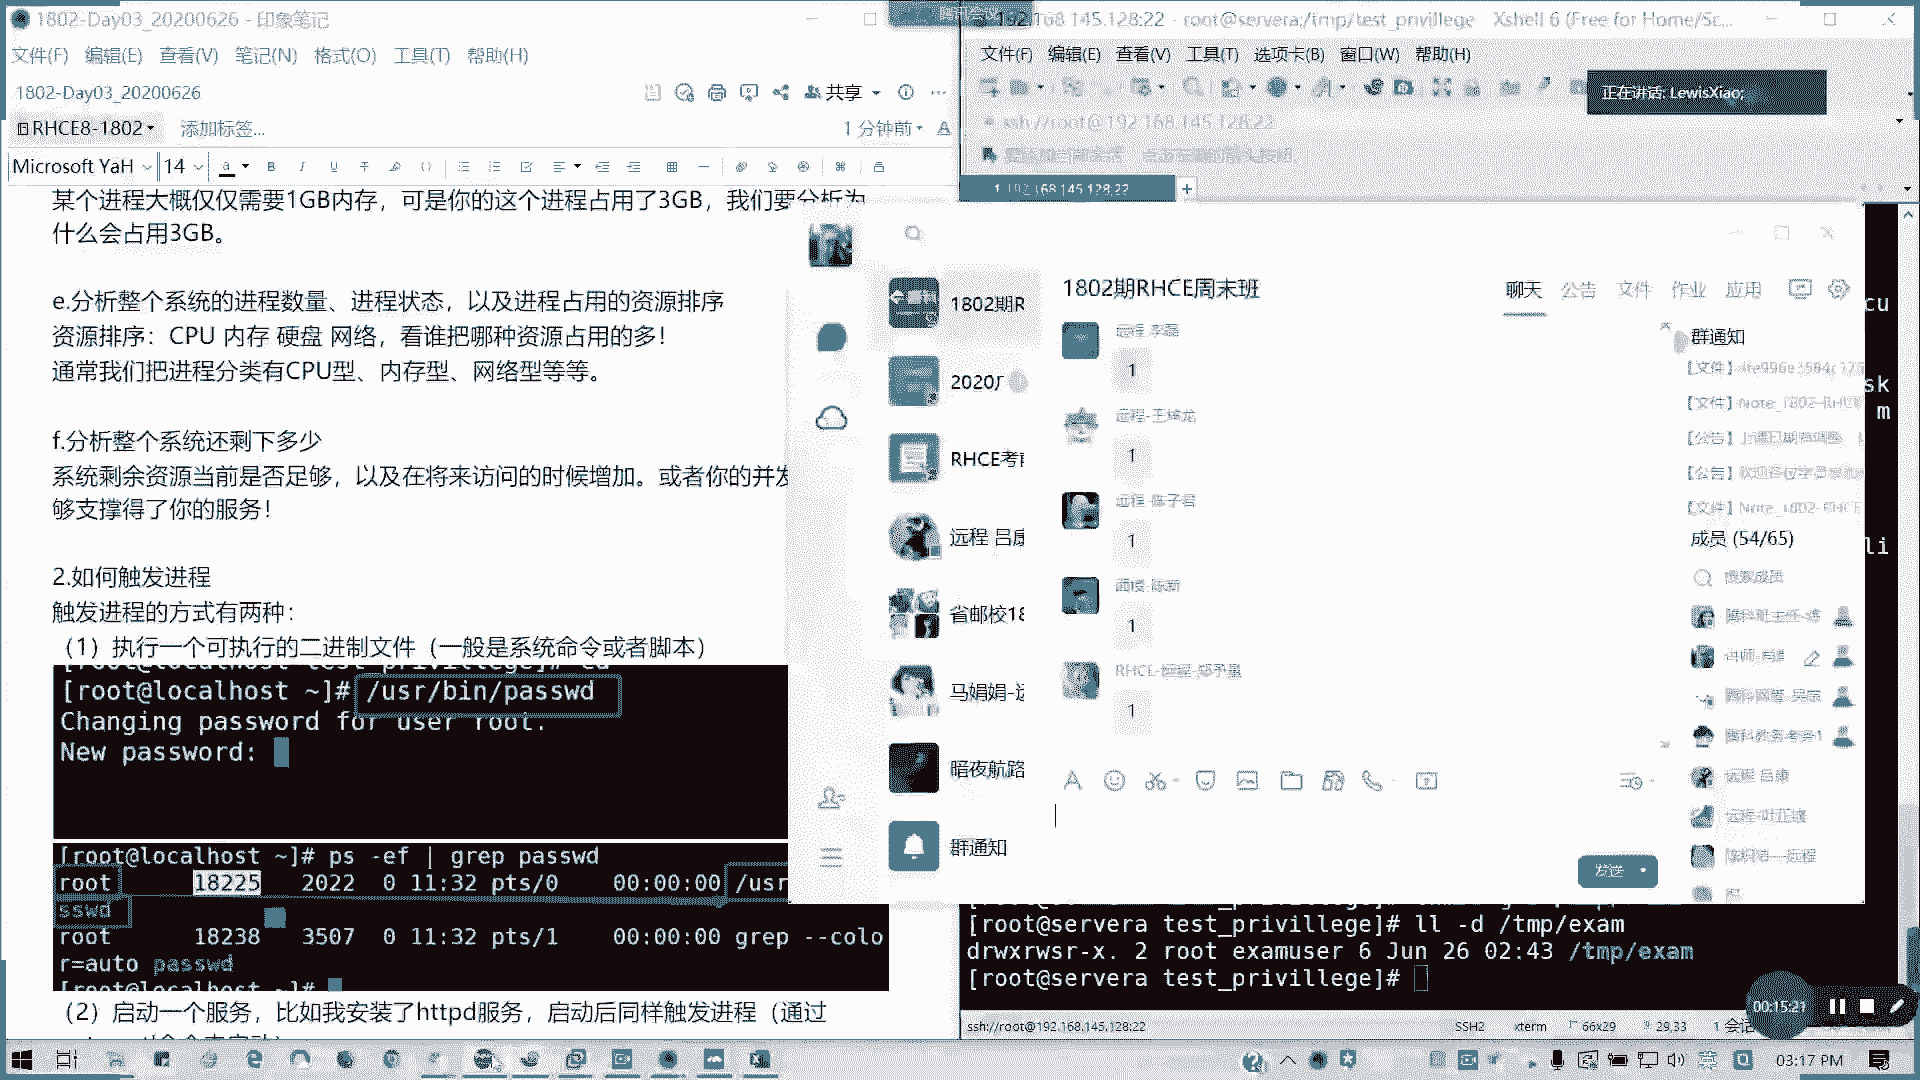 1802-Day03_20200626 - 印象笔记
文件(F) 编辑(E) 查看(V) 笔记(N) 格式(O) 工具(T) 帮助(H)
1802-Day03_20200626
共享
RHCE8-1802
添加标签...
1 分钟前
Microsoft YaH
14
某个进程大概仅仅需要1GB内存，可是你的这个进程占用了3GB，我们要分析为
什么会占用3GB。
e.分析整个系统的进程数量、进程状态，以及进程占用的资源排序
资源排序：CPU 内存 硬盘 网络，看谁把哪种资源占用的多！
通常我们把进程分类有CPU型、内存型、网络型等等。
f.分析整个系统还剩下多少
系统剩余资源当前是否足够，以及在将来访问的时候增加。或者你的并发
够支撑得了你的服务！
2.如何触发进程
触发进程的方式有两种：
（1）执行一个可执行的二进制文件（一般是系统命令或者脚本）
[root@localhost ~]# /usr/bin/passwd
Changing password for user root.
New password:
[root@localhost ~]# ps -ef | grep passwd
root 18225 2022 0 11:32 pts/0 00:00:00 /usr
sswd
root 18238 3507 0 11:32 pts/1 00:00:00 grep --colo
r=auto passwd
（2）启动一个服务，比如我安装了httpd服务，启动后同样触发进程（通过
192.168.145.128:22 - root@servera:/tmp/test_privillege - Xshell 6 (Free for Home/Sc...
文件(F) 编辑(E) 查看(V) 工具(T) 选项卡(B) 窗口(W) 帮助(H)
正在讲话: LewisXiao;
ssh://root@192.168.145.128:22
1 192.168.145.128:22
cu
sk
m
li
1802期R
RHCE考
远程 吕康
省邮校18
马娟娟-
暗夜航路
群通知
1802期RHCE周末班
聊天 公告 文件 作业 应用
1
1
1
1
1
发送
群通知
成员 (54/65)
搜索成员
[root@servera test_privillege]# ll -d /tmp/exam
drwxrwsr-x. 2 root examuser 6 Jun 26 02:43 /tmp/exam
[root@servera test_privillege]#
00:15:21
ssh://root@192.168.145.128:22
SSH2 xterm 66x29 29,33 1 会话
英
03:17 PM